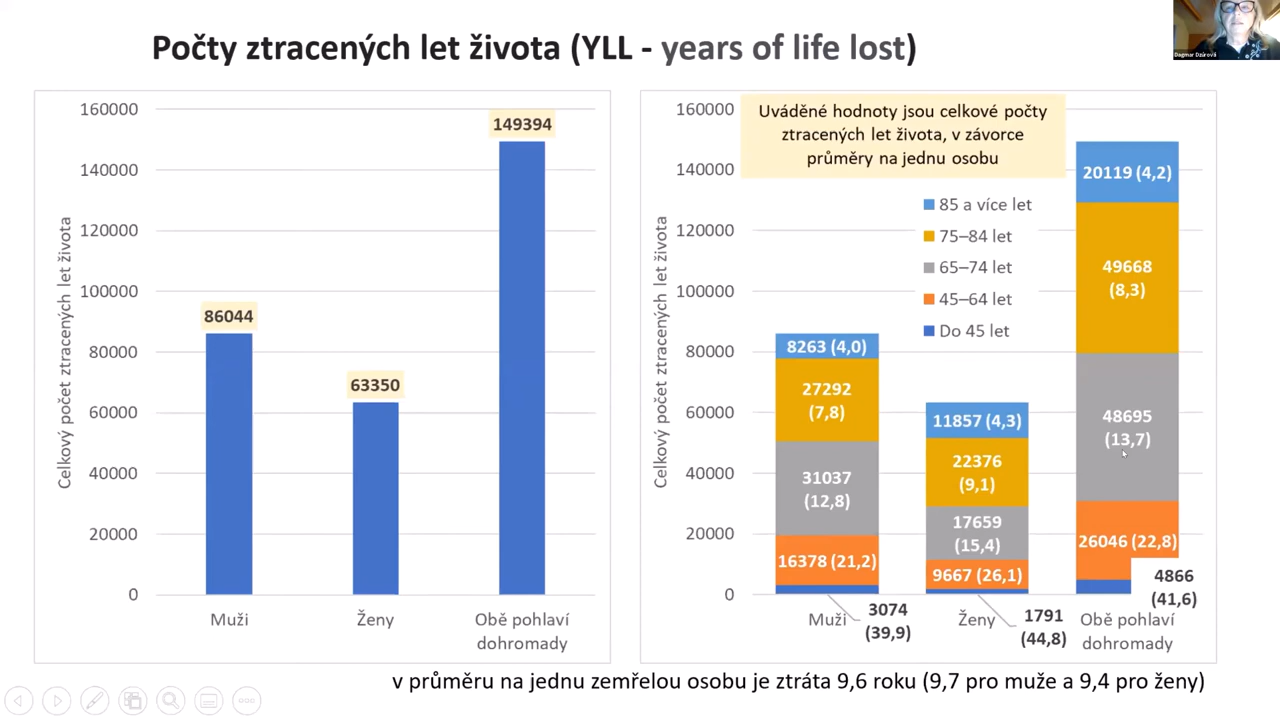 Počty ztracených let života (YLL - years of life lost)
Dagmar Dzúrová
160000
140000
120000
100000
80000
60000
40000
20000
0
Celkový počet ztracených let života
86044
63350
149394
Muži
Ženy
Obě pohlaví
dohromady
160000
140000
120000
100000
80000
60000
40000
20000
0
Celkový počet ztracených let života
Uváděné hodnoty jsou celkové počty
ztracených let života, v závorce
průměry na jednu osobu
85 a více let
75–84 let
65–74 let
45–64 let
Do 45 let
8263 (4,0)
27292
(7,8)
31037
(12,8)
16378 (21,2)
3074
(39,9)
11857 (4,3)
22376
(9,1)
17659
(15,4)
9667 (26,1)
1791
(44,8)
20119 (4,2)
49668
(8,3)
48695
(13,7)
26046 (22,8)
4866
(41,6)
Muži
Ženy
Obě pohlaví
dohromady
v průměru na jednu zemřelou osobu je ztráta 9,6 roku (9,7 pro muže a 9,4 pro ženy)